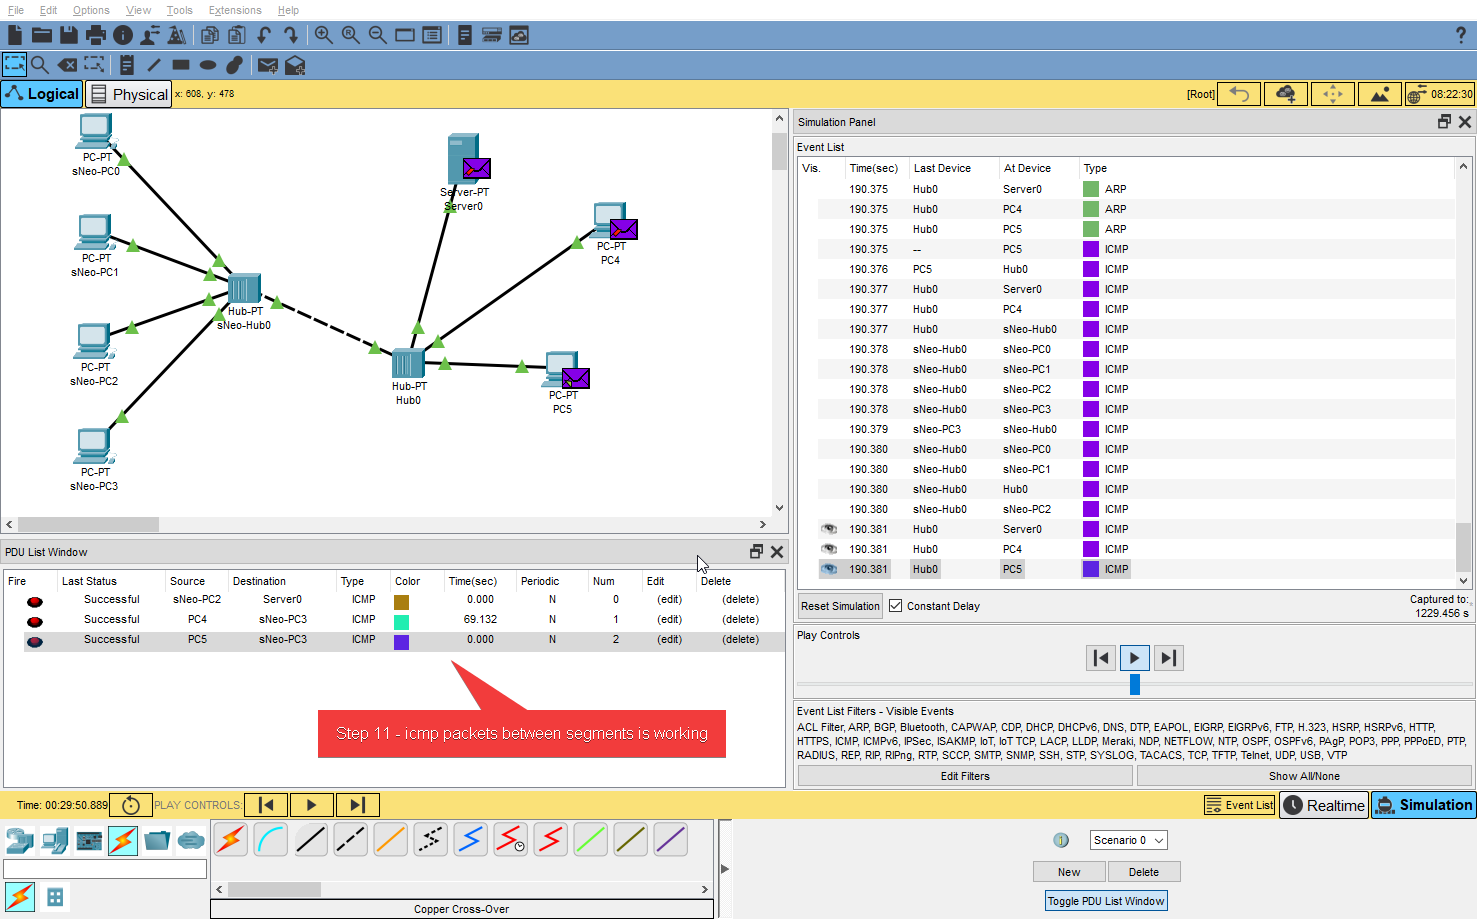 File Edit Options View Tools Extensions Help
?
Logical Physical x: 608, y: 478 [Root] 08:22:30
PC-PT
sNeo-PC0
PC-PT
sNeo-PC1
PC-PT
sNeo-PC2
PC-PT
sNeo-PC3
Hub-PT
sNeo-Hub0
Server-PT
Server0
PC-PT
PC4
Hub-PT
Hub0
PC-PT
PC5
Simulation Panel
Event List
Vis. Time(sec) Last Device At Device Type
190.375 Hub0 Server0 ARP
190.375 Hub0 PC4 ARP
190.375 Hub0 PC5 ARP
190.375 -- PC5 ICMP
190.376 PC5 Hub0 ICMP
190.377 Hub0 Server0 ICMP
190.377 Hub0 PC4 ICMP
190.377 Hub0 sNeo-Hub0 ICMP
190.378 sNeo-Hub0 sNeo-PC0 ICMP
190.378 sNeo-Hub0 sNeo-PC1 ICMP
190.378 sNeo-Hub0 sNeo-PC2 ICMP
190.378 sNeo-Hub0 sNeo-PC3 ICMP
190.379 sNeo-PC3 sNeo-Hub0 ICMP
190.380 sNeo-Hub0 sNeo-PC0 ICMP
190.380 sNeo-Hub0 sNeo-PC1 ICMP
190.380 sNeo-Hub0 Hub0 ICMP
190.380 sNeo-Hub0 sNeo-PC2 ICMP
190.381 Hub0 Server0 ICMP
190.381 Hub0 PC4 ICMP
190.381 Hub0 PC5 ICMP
Reset Simulation Constant Delay Captured to:
1229.456 s
Play Controls
Event List Filters - Visible Events
ACL Filter, ARP, BGP, Bluetooth, CAPWAP, CDP, DHCP, DHCPv6, DNS, DTP, EAPOL, EIGRP, EIGRPv6, FTP, H.323, HSRP, HSRPv6, HTTP,
HTTPS, ICMP, ICMPv6, IPSec, ISAKMP, IoT, IoT TCP, LACP, LLDP, Meraki, NDP, NETFLOW, NTP, OSPF, OSPFv6, PAgP, POP3, PPP, PPPoED, PTP,
RADIUS, REP, RIP, RIPng, RTP, SCCP, SMTP, SNMP, SSH, STP, SYSLOG, TACACS, TCP, TFTP, Telnet, UDP, USB, VTP
Edit Filters Show All/None
PDU List Window
Fire Last Status Source Destination Type Color Time(sec) Periodic Num Edit Delete
Successful sNeo-PC2 Server0 ICMP 0.000 N 0 (edit) (delete)
Successful PC4 sNeo-PC3 ICMP 69.132 N 1 (edit) (delete)
Successful PC5 sNeo-PC3 ICMP 0.000 N 2 (edit) (delete)
Step 11 - icmp packets between segments is working
Time: 00:29:50.889 PLAY CONTROLS: Event List Realtime Simulation
Scenario 0
New Delete
Toggle PDU List Window
Copper Cross-Over